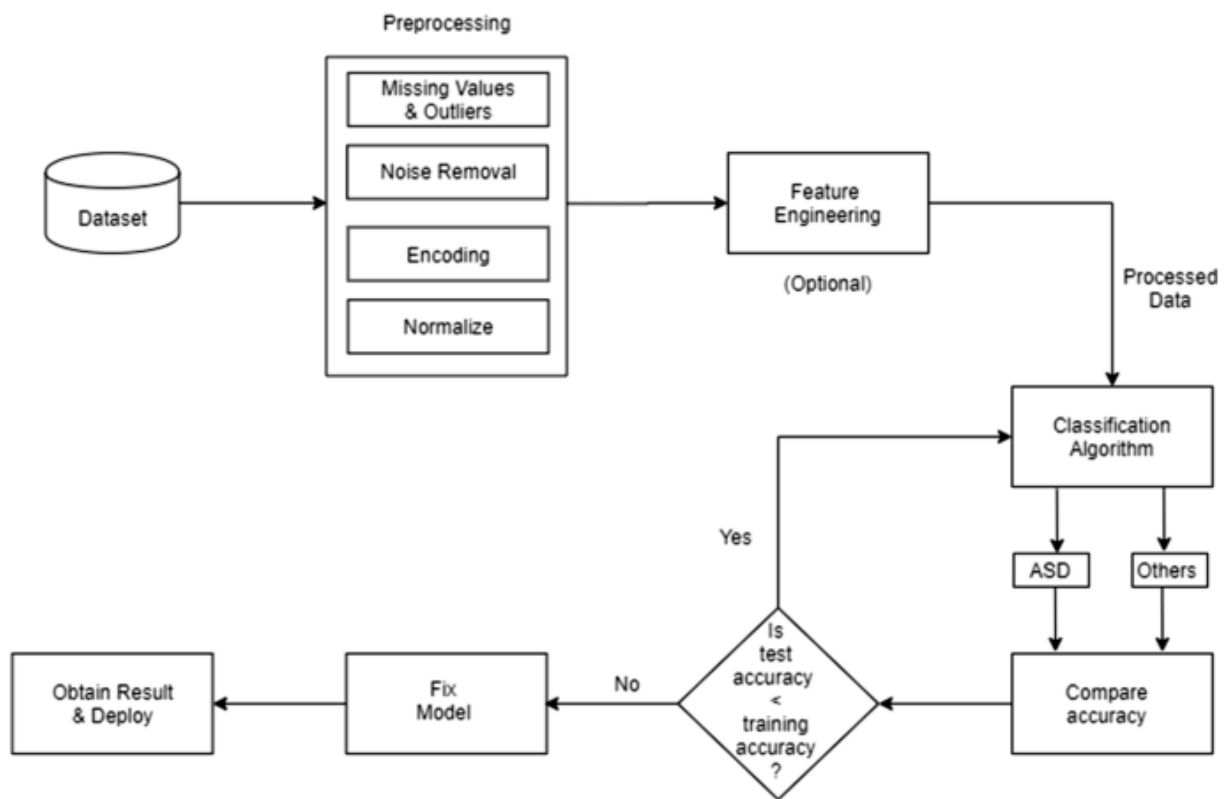 Preprocessing
Missing Values
& Outliers
Noise Removal
Encoding
Normalize
Dataset
Feature
Engineering
(Optional)
Processed
Data
Classification
Algorithm
ASD
Others
Compare
accuracy
Is
test
accuracy
<
training
accuracy
?
Yes
No
Fix
Model
Obtain Result
& Deploy